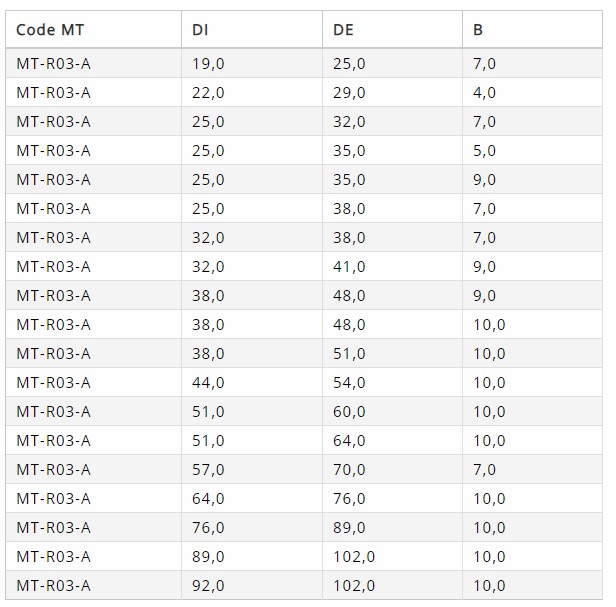 Code MT DI DE B
MT-R03-A 19,0 25,0 7,0
MT-R03-A 22,0 29,0 4,0
MT-R03-A 25,0 32,0 7,0
MT-R03-A 25,0 35,0 5,0
MT-R03-A 25,0 35,0 9,0
MT-R03-A 25,0 38,0 7,0
MT-R03-A 32,0 38,0 7,0
MT-R03-A 32,0 41,0 9,0
MT-R03-A 38,0 48,0 9,0
MT-R03-A 38,0 48,0 10,0
MT-R03-A 38,0 51,0 10,0
MT-R03-A 44,0 54,0 10,0
MT-R03-A 51,0 60,0 10,0
MT-R03-A 51,0 64,0 10,0
MT-R03-A 57,0 70,0 7,0
MT-R03-A 64,0 76,0 10,0
MT-R03-A 76,0 89,0 10,0
MT-R03-A 89,0 102,0 10,0
MT-R03-A 92,0 102,0 10,0